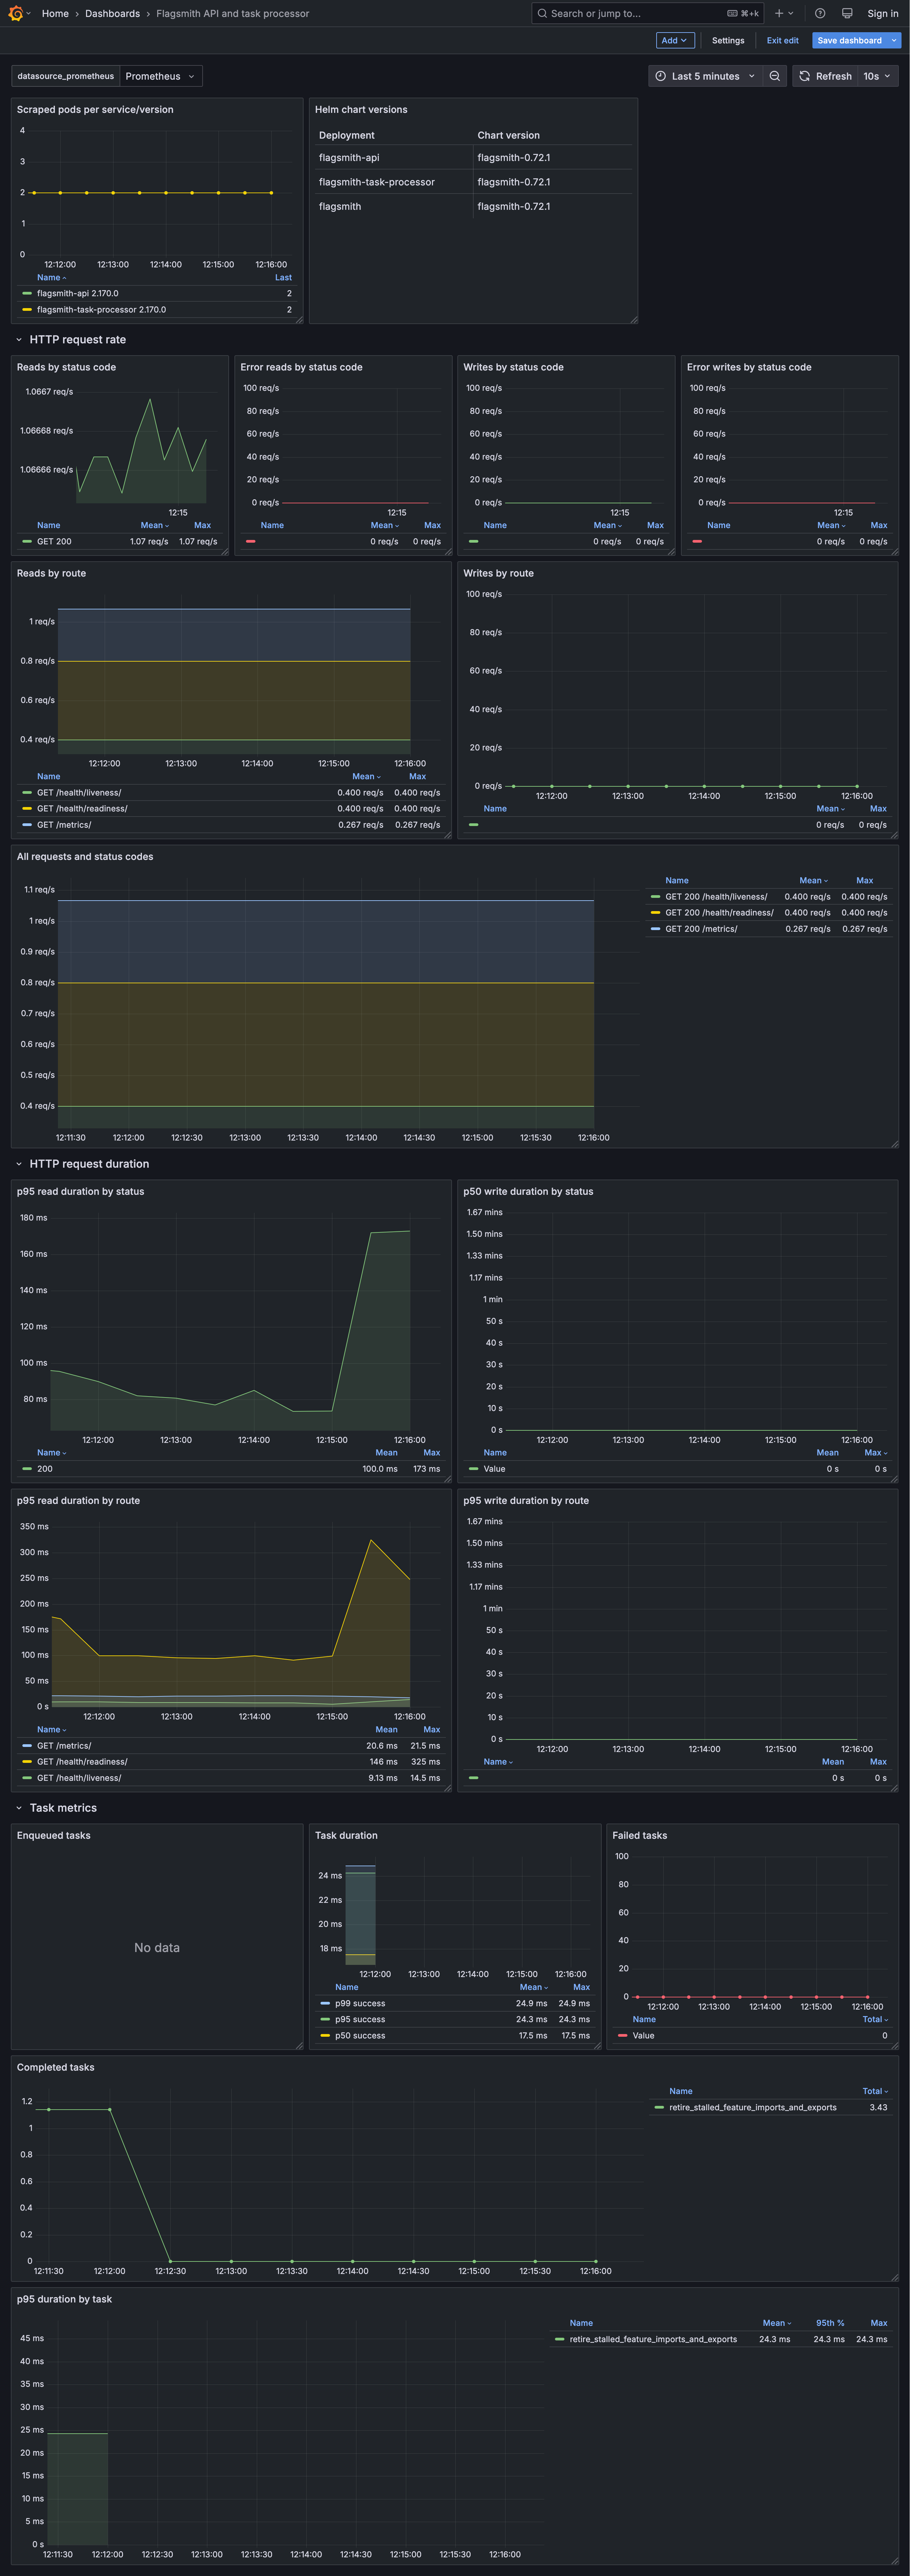 Home › Dashboards › Flagsmith API and task processor
Search or jump to...
⌘+k
Sign in
Add
Settings
Exit edit
Save dashboard
datasource_prometheus Prometheus
Last 5 minutes
Refresh 10s
Scraped pods per service/version
4
3
2
1
0
12:12:00 12:13:00 12:14:00 12:15:00 12:16:00
Name Last
flagsmith-api 2.170.0 2
flagsmith-task-processor 2.170.0 2
Helm chart versions
Deployment Chart version
flagsmith-api flagsmith-0.72.1
flagsmith-task-processor flagsmith-0.72.1
flagsmith flagsmith-0.72.1
HTTP request rate
Reads by status code
1.0667 req/s
1.06668 req/s
1.06666 req/s
12:15
Name Mean Max
GET 200 1.07 req/s 1.07 req/s
Error reads by status code
100 req/s
80 req/s
60 req/s
40 req/s
20 req/s
0 req/s
12:15
Name Mean Max
0 req/s 0 req/s
Writes by status code
100 req/s
80 req/s
60 req/s
40 req/s
20 req/s
0 req/s
12:15
Name Mean Max
0 req/s 0 req/s
Error writes by status code
100 req/s
80 req/s
60 req/s
40 req/s
20 req/s
0 req/s
12:15
Name Mean Max
0 req/s 0 req/s
Reads by route
1 req/s
0.8 req/s
0.6 req/s
0.4 req/s
12:12:00 12:13:00 12:14:00 12:15:00 12:16:00
Name Mean Max
GET /health/liveness/ 0.400 req/s 0.400 req/s
GET /health/readiness/ 0.400 req/s 0.400 req/s
GET /metrics/ 0.267 req/s 0.267 req/s
Writes by route
100 req/s
80 req/s
60 req/s
40 req/s
20 req/s
0 req/s
12:12:00 12:13:00 12:14:00 12:15:00 12:16:00
Name Mean Max
0 req/s 0 req/s
All requests and status codes
1.1 req/s
1 req/s
0.9 req/s
0.8 req/s
0.7 req/s
0.6 req/s
0.5 req/s
0.4 req/s
12:11:30 12:12:00 12:12:30 12:13:00 12:13:30 12:14:00 12:14:30 12:15:00 12:15:30 12:16:00
Name Mean Max
GET 200 /health/liveness/ 0.400 req/s 0.400 req/s
GET 200 /health/readiness/ 0.400 req/s 0.400 req/s
GET 200 /metrics/ 0.267 req/s 0.267 req/s
HTTP request duration
p95 read duration by status
180 ms
160 ms
140 ms
120 ms
100 ms
80 ms
12:12:00 12:13:00 12:14:00 12:15:00 12:16:00
Name Mean Max
200 100.0 ms 173 ms
p50 write duration by status
1.67 mins
1.50 mins
1.33 mins
1.17 mins
1 min
50 s
40 s
30 s
20 s
10 s
0 s
12:12:00 12:13:00 12:14:00 12:15:00 12:16:00
Name Mean Max
Value 0 s 0 s
p95 read duration by route
350 ms
300 ms
250 ms
200 ms
150 ms
100 ms
50 ms
0 s
12:12:00 12:13:00 12:14:00 12:15:00 12:16:00
Name Mean Max
GET /metrics/ 20.6 ms 21.5 ms
GET /health/readiness/ 146 ms 325 ms
GET /health/liveness/ 9.13 ms 14.5 ms
p95 write duration by route
1.67 mins
1.50 mins
1.33 mins
1.17 mins
1 min
50 s
40 s
30 s
20 s
10 s
0 s
12:12:00 12:13:00 12:14:00 12:15:00 12:16:00
Name Mean Max
0 s 0 s
Task metrics
Enqueued tasks
No data
Task duration
24 ms
22 ms
20 ms
18 ms
12:12:00 12:13:00 12:14:00 12:15:00 12:16:00
Name Mean Max
p99 success 24.9 ms 24.9 ms
p95 success 24.3 ms 24.3 ms
p50 success 17.5 ms 17.5 ms
Failed tasks
100
80
60
40
20
0
12:12:00 12:13:00 12:14:00 12:15:00 12:16:00
Name Total
Value 0
Completed tasks
1.2
1
0.8
0.6
0.4
0.2
0
12:11:30 12:12:00 12:12:30 12:13:00 12:13:30 12:14:00 12:14:30 12:15:00 12:15:30 12:16:00
Name Total
retire_stalled_feature_imports_and_exports 3.43
p95 duration by task
45 ms
40 ms
35 ms
30 ms
25 ms
20 ms
15 ms
10 ms
5 ms
0 s
12:11:30 12:12:00 12:12:30 12:13:00 12:13:30 12:14:00 12:14:30 12:15:00 12:15:30 12:16:00
Name Mean 95th % Max
retire_stalled_feature_imports_and_exports 24.3 ms 24.3 ms 24.3 ms